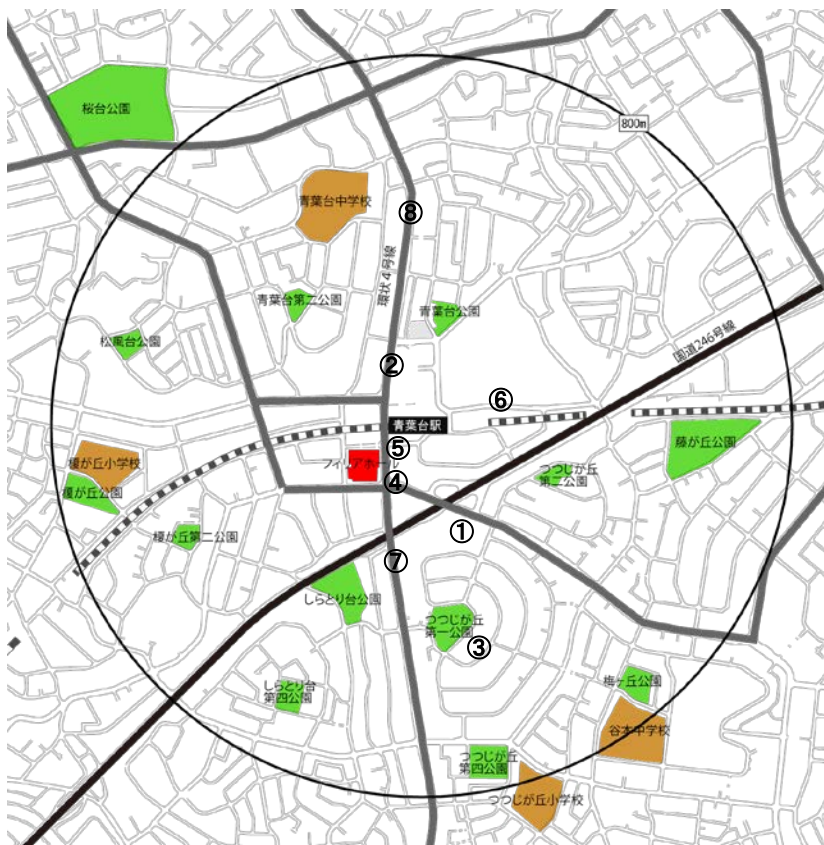 800m
桜台公園
青葉台中学校
⑧
環状4号線
青葉台第二公園
青葉台公園
松風台公園
国道246号線
②
⑥
青葉台駅
⑤
藤が丘公園
榎が丘小学校
フィリアホール
つつじが丘
第二公園
④
榎が丘公園
①
榎が丘第二公園
⑦
しらとり台公園
つつじが丘
第一公園
③
しらとり台
第四公園
梅ヶ丘公園
谷本中学校
つつじが丘
第四公園
つつじが丘小学校